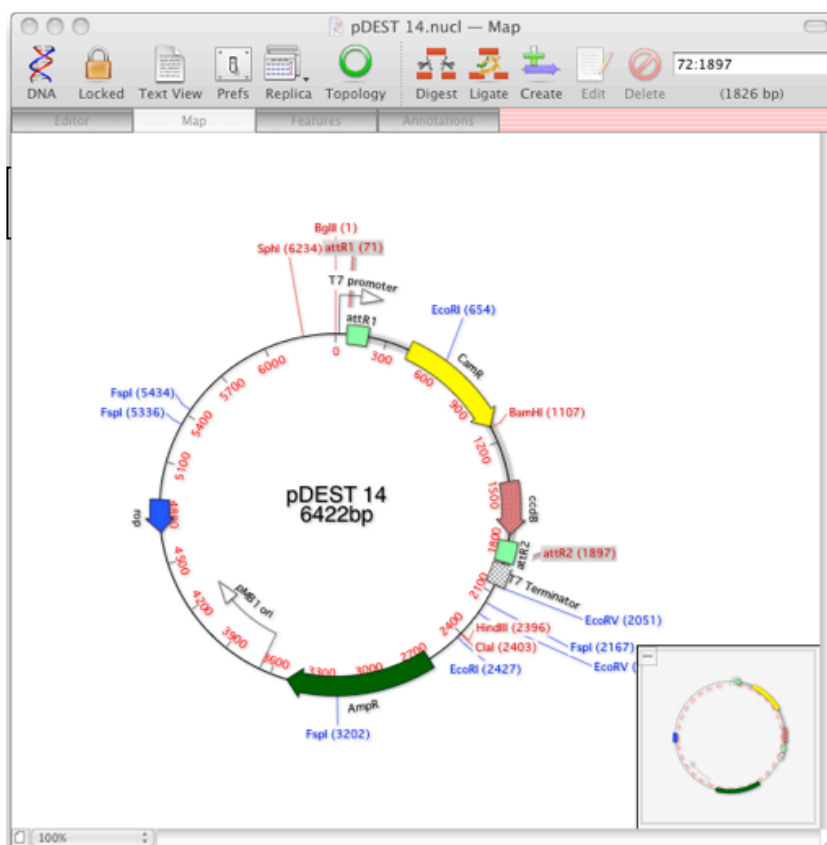 pDEST 14.nucl — Map
DNA Locked Text View Prefs Replica Topology Digest Ligate Create Edit Delete
72:1897
(1826 bp)
Editor Map Features Annotations
BglII (1)
SphI (6234) attR1 (71)
T7 promoter
attR1
EcoRI (654)
CamR
0
300
600
900
1200
1500
1800
2100
2400
2700
3000
3300
3600
3900
4200
4500
4800
5100
5400
5700
6000
FspI (5434)
FspI (5336)
BamHI (1107)
pDEST 14
6422bp
ccdB
rop
attR2
attR2 (1897)
T7 Terminator
pMB1 ori
EcoRV (2051)
HindIII (2396)
FspI (2167)
ClaI (2403)
EcoRV (
EcoRI (2427)
AmpR
FspI (3202)
100%